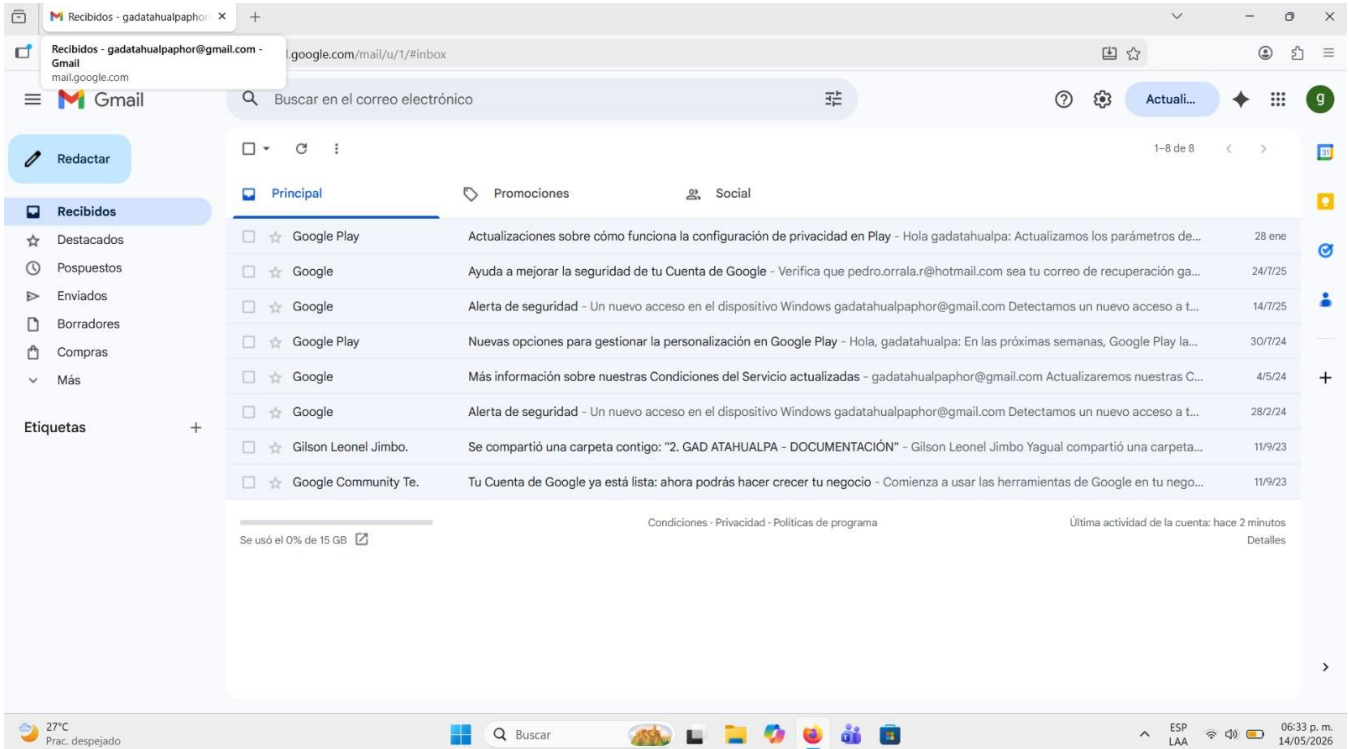 Recibidos - gadatahualpaphor
Recibidos - gadatahualpaphor@gmail.com - Gmail
mail.google.com
l.google.com/mail/u/1/#inbox
Gmail
Buscar en el correo electrónico
Actuali...
g
Redactar
1–8 de 8
31
Principal
Promociones
Social
Recibidos
Destacados
Pospuestos
Enviados
Borradores
Compras
Más
Etiquetas
Google Play Actualizaciones sobre cómo funciona la configuración de privacidad en Play - Hola gadatahualpa: Actualizamos los parámetros de... 28 ene
Google Ayuda a mejorar la seguridad de tu Cuenta de Google - Verifica que pedro.orrala.r@hotmail.com sea tu correo de recuperación ga... 24/7/25
Google Alerta de seguridad - Un nuevo acceso en el dispositivo Windows gadatahualpaphor@gmail.com Detectamos un nuevo acceso a t... 14/7/25
Google Play Nuevas opciones para gestionar la personalización en Google Play - Hola, gadatahualpa: En las próximas semanas, Google Play la... 30/7/24
Google Más información sobre nuestras Condiciones del Servicio actualizadas - gadatahualpaphor@gmail.com Actualizaremos nuestras C... 4/5/24
Google Alerta de seguridad - Un nuevo acceso en el dispositivo Windows gadatahualpaphor@gmail.com Detectamos un nuevo acceso a t... 28/2/24
Gilson Leonel Jimbo. Se compartió una carpeta contigo: "2. GAD ATAHUALPA - DOCUMENTACIÓN" - Gilson Leonel Jimbo Yagual compartió una carpeta... 11/9/23
Google Community Te. Tu Cuenta de Google ya está lista: ahora podrás hacer crecer tu negocio - Comienza a usar las herramientas de Google en tu nego... 11/9/23
Se usó el 0% de 15 GB
Condiciones · Privacidad · Políticas de programa
Última actividad de la cuenta: hace 2 minutos
Detalles
27°C
Prac. despejado
Buscar
ESP
LAA
06:33 p. m.
14/05/2026